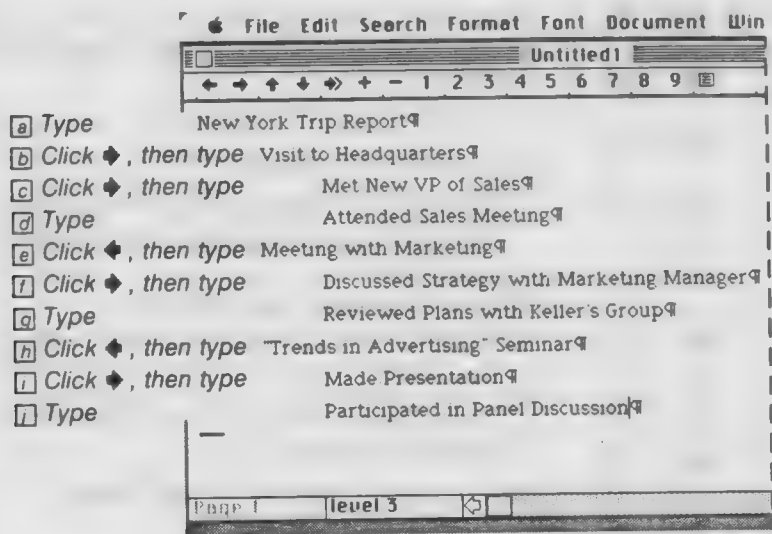 File Edit Search Format Font Document Win
Untitled1
← → ↑ ↓ → + − 1 2 3 4 5 6 7 8 9
a Type New York Trip Report¶
b Click →, then type Visit to Headquarters¶
c Click →, then type Met New VP of Sales¶
d Type Attended Sales Meeting¶
e Click ←, then type Meeting with Marketing¶
f Click →, then type Discussed Strategy with Marketing Manager¶
g Type Reviewed Plans with Keller's Group¶
h Click ←, then type "Trends in Advertising" Seminar¶
i Click →, then type Made Presentation¶
j Type Participated in Panel Discussion¶
Page 1 level 3